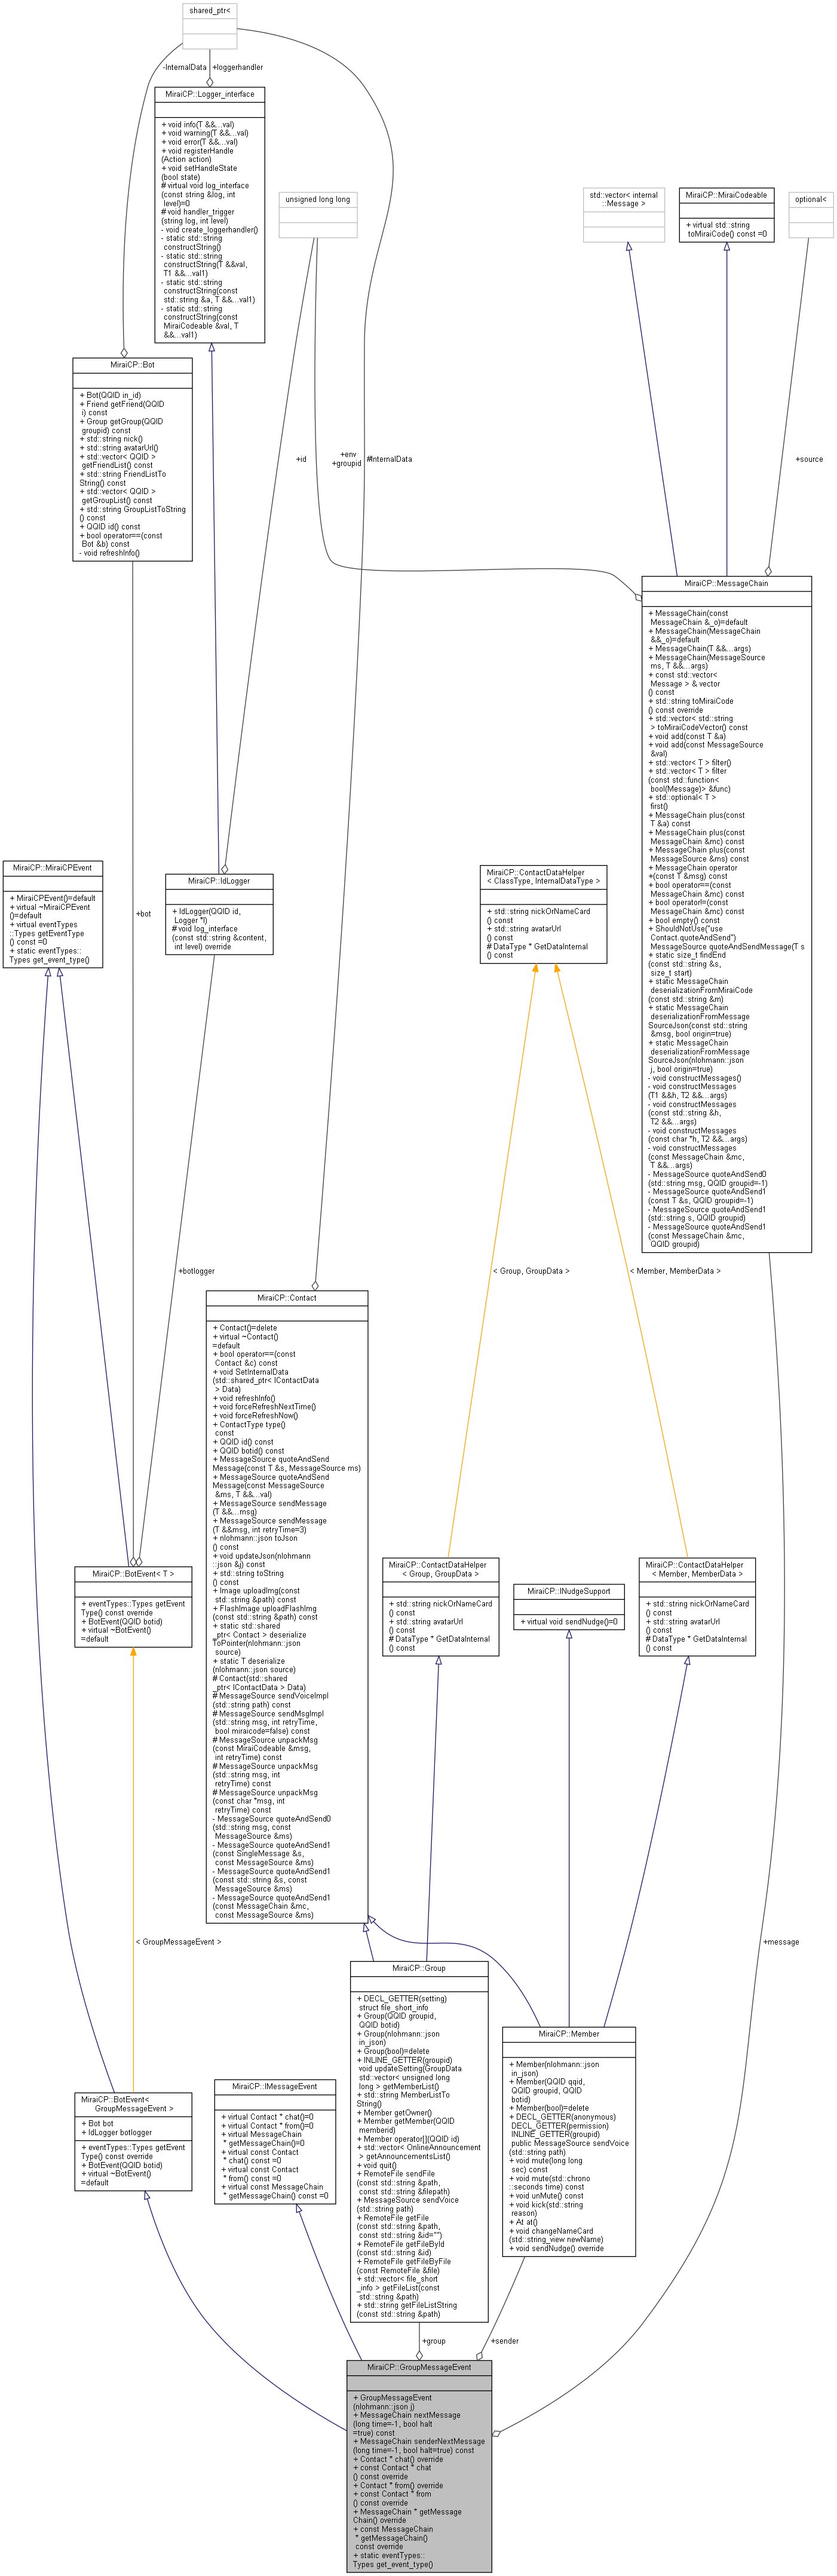 shared_ptr<
-InternalData
+loggerhandler
MiraiCP::Logger_interface
+ void info(T &&...val)
+ void warning(T &&...val)
+ void error(T &&...val)
+ void registerHandle
(Action action)
+ void setHandleState
(bool state)
# virtual void log_interface
(const string &log, int
level)=0
# void handler_trigger
(string log, int level)
- void create_loggerhandler()
- static std::string
constructString()
- static std::string
constructString(T &&val,
T1 &&...val1)
- static std::string
constructString(const
std::string &a, T &&...val1)
- static std::string
constructString(const
MiraiCodeable &val, T
&&...val1)
unsigned long long
std::vector< internal
::Message >
MiraiCP::MiraiCodeable
+ virtual std::string
toMiraiCode() const =0
optional<
MiraiCP::Bot
+ Bot(QQID in_id)
+ Friend getFriend(QQID
i) const
+ Group getGroup(QQID
groupid) const
+ std::string nick()
+ std::string avatarUrl()
+ std::vector< QQID >
getFriendList() const
+ std::string FriendListTo
String() const
+ std::vector< QQID >
getGroupList() const
+ std::string GroupListToString
() const
+ QQID id() const
+ bool operator==(const
Bot &b) const
- void refreshInfo()
+id
+env
+groupid
#InternalData
+source
MiraiCP::MessageChain
+ MessageChain(const
MessageChain &_o)=default
+ MessageChain(MessageChain
&&_o)=default
+ MessageChain(T &&...args)
+ MessageChain(MessageSource
ms, T &&...args)
+ const std::vector<
Message > & vector
() const
+ std::string toMiraiCode
() const override
+ std::vector< std::string
> toMiraiCodeVector() const
+ void add(const T &a)
+ void add(const MessageSource
&val)
+ std::vector< T > filter()
+ std::vector< T > filter
(const std::function<
bool(Message)> &func)
+ std::optional< T >
first()
+ MessageChain plus(const
T &a) const
+ MessageChain plus(const
MessageChain &mc) const
+ MessageChain plus(const
MessageSource &ms) const
+ MessageChain operator
+(const T &msg) const
+ bool operator==(const
MessageChain &mc) const
+ bool operator!=(const
MessageChain &mc) const
+ bool empty() const
+ ShouldNotUse("use
Contact.quoteAndSend")
MessageSource quoteAndSendMessage(T s
+ static size_t findEnd
(const std::string &s,
size_t start)
+ static MessageChain
deserializationFromMiraiCode
(const std::string &m)
+ static MessageChain
deserializationFromMessage
SourceJson(const std::string
&msg, bool origin=true)
+ static MessageChain
deserializationFromMessage
SourceJson(nlohmann::json
j, bool origin=true)
- void constructMessages()
- void constructMessages
(T1 &&h, T2 &&...args)
- void constructMessages
(const std::string &h,
T2 &&...args)
- void constructMessages
(const char *h, T2 &&...args)
- void constructMessages
(const MessageChain &mc,
T &&...args)
- MessageSource quoteAndSend0
(std::string msg, QQID groupid=-1)
- MessageSource quoteAndSend1
(const T &s, QQID groupid=-1)
- MessageSource quoteAndSend1
(std::string s, QQID groupid)
- MessageSource quoteAndSend1
(const MessageChain &mc,
QQID groupid)
MiraiCP::MiraiCPEvent
+ MiraiCPEvent()=default
+ virtual ~MiraiCPEvent
()=default
+ virtual eventTypes
::Types getEventType
() const =0
+ static eventTypes::
Types get_event_type()
+bot
MiraiCP::IdLogger
+ IdLogger(QQID id,
Logger *l)
# void log_interface
(const std::string &content,
int level) override
MiraiCP::ContactDataHelper
< ClassType, InternalDataType >
+ std::string nickOrNameCard
() const
+ std::string avatarUrl
() const
# DataType * GetDataInternal
() const
+botlogger
< Group, GroupData >
< Member, MemberData >
MiraiCP::Contact
+ Contact()=delete
+ virtual ~Contact()
=default
+ bool operator==(const
Contact &c) const
+ void SetInternalData
(std::shared_ptr< IContactData
> Data)
+ void refreshInfo()
+ void forceRefreshNextTime()
+ void forceRefreshNow()
+ ContactType type()
const
+ QQID id() const
+ QQID botid() const
+ MessageSource quoteAndSend
Message(const T &s, MessageSource ms)
+ MessageSource quoteAndSend
Message(const MessageSource
&ms, T &&...val)
+ MessageSource sendMessage
(T &&...msg)
+ MessageSource sendMessage
(T &&msg, int retryTime=3)
+ nlohmann::json toJson
() const
+ void updateJson(nlohmann
::json &j) const
+ std::string toString
() const
+ Image uploadImg(const
std::string &path) const
+ FlashImage uploadFlashImg
(const std::string &path) const
+ static std::shared
_ptr< Contact > deserialize
ToPointer(nlohmann::json
source)
+ static T deserialize
(nlohmann::json source)
# Contact(std::shared
_ptr< IContactData > Data)
# MessageSource sendVoiceImpl
(std::string path) const
# MessageSource sendMsgImpl
(std::string msg, int retryTime,
bool miraicode=false) const
# MessageSource unpackMsg
(const MiraiCodeable &msg,
int retryTime) const
# MessageSource unpackMsg
(std::string msg, int
retryTime) const
# MessageSource unpackMsg
(const char *msg, int
retryTime) const
- MessageSource quoteAndSend0
(std::string msg, const
MessageSource &ms)
- MessageSource quoteAndSend1
(const SingleMessage &s,
const MessageSource &ms)
- MessageSource quoteAndSend1
(const std::string &s, const
MessageSource &ms)
- MessageSource quoteAndSend1
(const MessageChain &mc,
const MessageSource &ms)
MiraiCP::BotEvent< T >
+ eventTypes::Types getEvent
Type() const override
+ BotEvent(QQID botid)
+ virtual ~BotEvent()
=default
MiraiCP::ContactDataHelper
< Group, GroupData >
+ std::string nickOrNameCard
() const
+ std::string avatarUrl
() const
# DataType * GetDataInternal
() const
MiraiCP::INudgeSupport
+ virtual void sendNudge()=0
MiraiCP::ContactDataHelper
< Member, MemberData >
+ std::string nickOrNameCard
() const
+ std::string avatarUrl
() const
# DataType * GetDataInternal
() const
< GroupMessageEvent >
+message
MiraiCP::Group
+ DECL_GETTER(setting)
struct file_short_info
+ Group(QQID groupid,
QQID botid)
+ Group(nlohmann::json
in_json)
+ Group(bool)=delete
+ INLINE_GETTER(groupid)
void updateSetting(GroupData
std::vector< unsigned long
long > getMemberList()
+ std::string MemberListTo
String()
+ Member getOwner()
+ Member getMember(QQID
memberid)
+ Member operator[](QQID id)
+ std::vector< OnlineAnnouncement
> getAnnouncementsList()
+ void quit()
+ RemoteFile sendFile
(const std::string &path,
const std::string &filepath)
+ MessageSource sendVoice
(std::string path)
+ RemoteFile getFile
(const std::string &path,
const std::string &id="")
+ RemoteFile getFileById
(const std::string &id)
+ RemoteFile getFileByFile
(const RemoteFile &file)
+ std::vector< file_short
_info > getFileList(const
std::string &path)
+ std::string getFileListString
(const std::string &path)
MiraiCP::Member
+ Member(nlohmann::json
in_json)
+ Member(QQID qqid,
QQID groupid, QQID
botid)
+ Member(bool)=delete
+ DECL_GETTER(anonymous)
DECL_GETTER(permission)
INLINE_GETTER(groupid)
public MessageSource sendVoice
(std::string path)
+ void mute(long long
sec) const
+ void mute(std::chrono
::seconds time) const
+ void unMute() const
+ void kick(std::string
reason)
+ At at()
+ void changeNameCard
(std::string_view newName)
+ void sendNudge() override
MiraiCP::BotEvent<
GroupMessageEvent >
+ Bot bot
+ IdLogger botlogger
+ eventTypes::Types getEvent
Type() const override
+ BotEvent(QQID botid)
+ virtual ~BotEvent()
=default
MiraiCP::IMessageEvent
+ virtual Contact * chat()=0
+ virtual Contact * from()=0
+ virtual MessageChain
* getMessageChain()=0
+ virtual const Contact
* chat() const =0
+ virtual const Contact
* from() const =0
+ virtual const MessageChain
* getMessageChain() const =0
+group
+sender
MiraiCP::GroupMessageEvent
+ GroupMessageEvent
(nlohmann::json j)
+ MessageChain nextMessage
(long time=-1, bool halt
=true) const
+ MessageChain senderNextMessage
(long time=-1, bool halt=true) const
+ Contact * chat() override
+ const Contact * chat
() const override
+ Contact * from() override
+ const Contact * from
() const override
+ MessageChain * getMessage
Chain() override
+ const MessageChain
* getMessageChain()
const override
+ static eventTypes::
Types get_event_type()